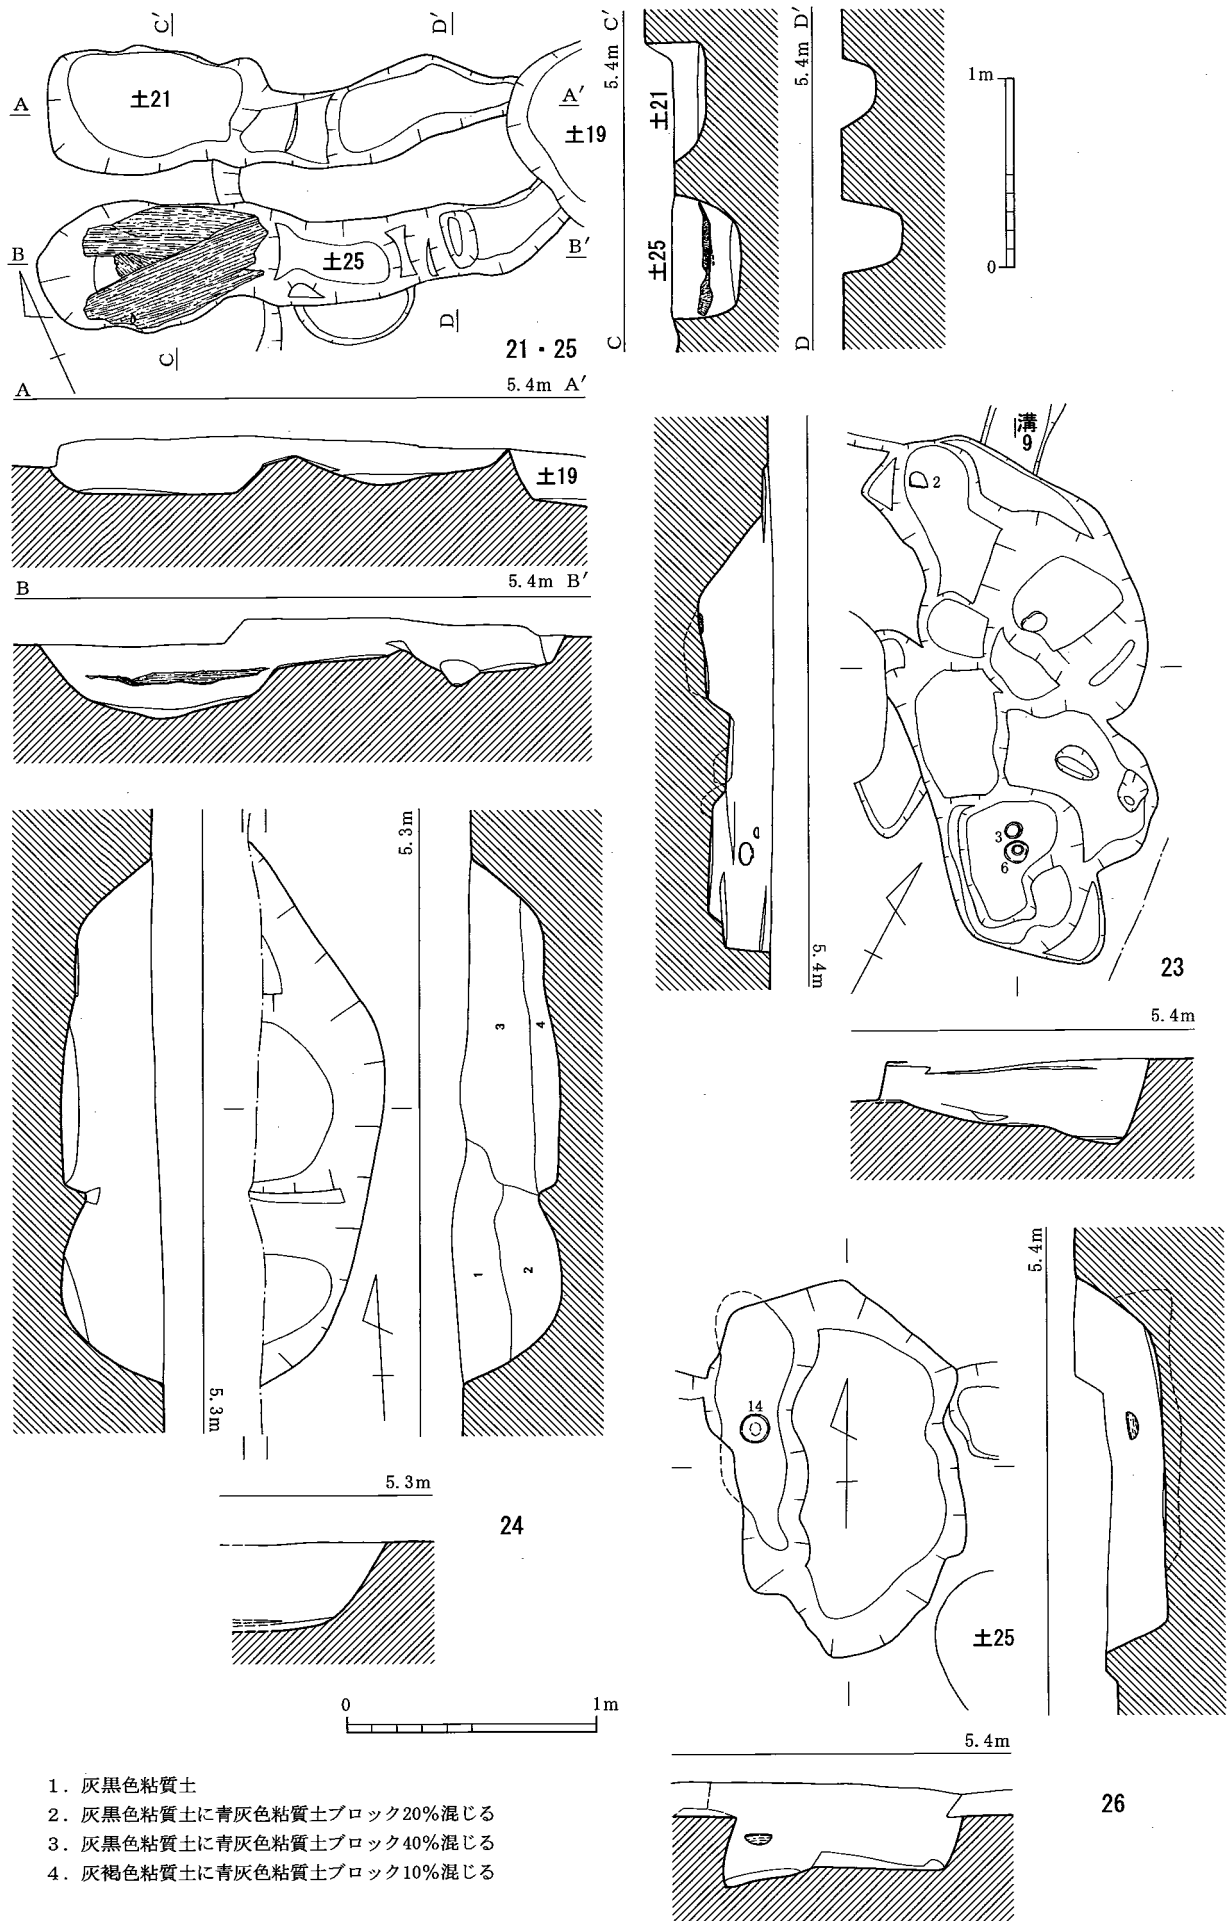 C′
D′
A
土21
A′
土19
B
土25
B′
C
D
21・25
5.4m C′
土21
土25
C
5.4m D′
D
1m
0
A
5.4m A′
土19
B
5.4m B′
溝9
2
3
6
5.4m
23
5.4m
5.3m
5.3m
3
4
1
2
5.3m
24
5.4m
14
土25
5.4m
26
0
1m
1. 灰黒色粘質土
2. 灰黒色粘質土に青灰色粘質土ブロック20%混じる
3. 灰黒色粘質土に青灰色粘質土ブロック40%混じる
4. 灰褐色粘質土に青灰色粘質土ブロック10%混じる